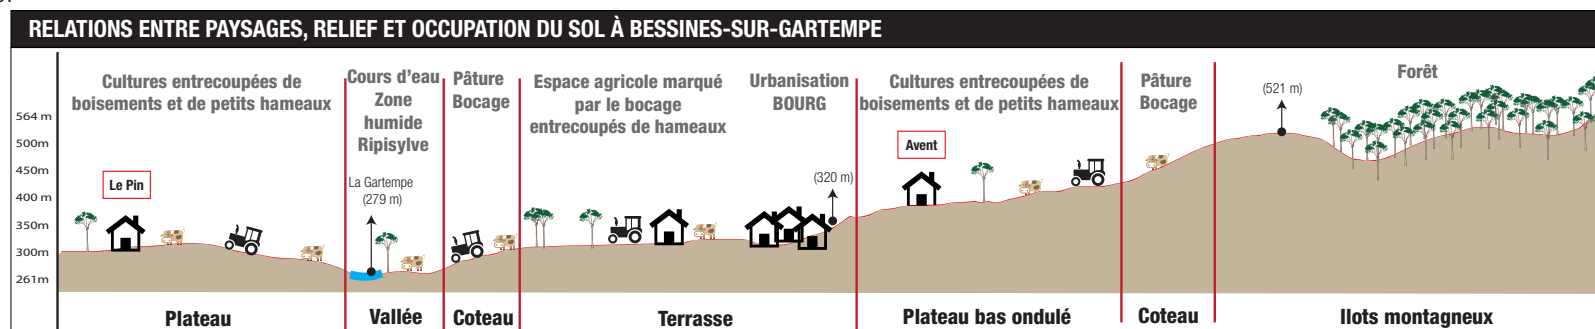 RELATIONS ENTRE PAYSAGES, RELIEF ET OCCUPATION DU SOL À BESSINES-SUR-GARTEMPE
Cultures entrecoupées de
boisements et de petits hameaux
Cours d'eau
Zone
humide
Ripisylve
Pâture
Bocage
Espace agricole marqué
par le bocage
entrecoupés de hameaux
Urbanisation
BOURG
Cultures entrecoupées de
boisements et de petits hameaux
Pâture
Bocage
Forêt
564 m
500m
450m
400 m
350m
300m
261m
Le Pin
La Gartempe
(279 m)
(320 m)
Avent
(521 m)
Plateau
Vallée
Coteau
Terrasse
Plateau bas ondulé
Coteau
Ilots montagneux